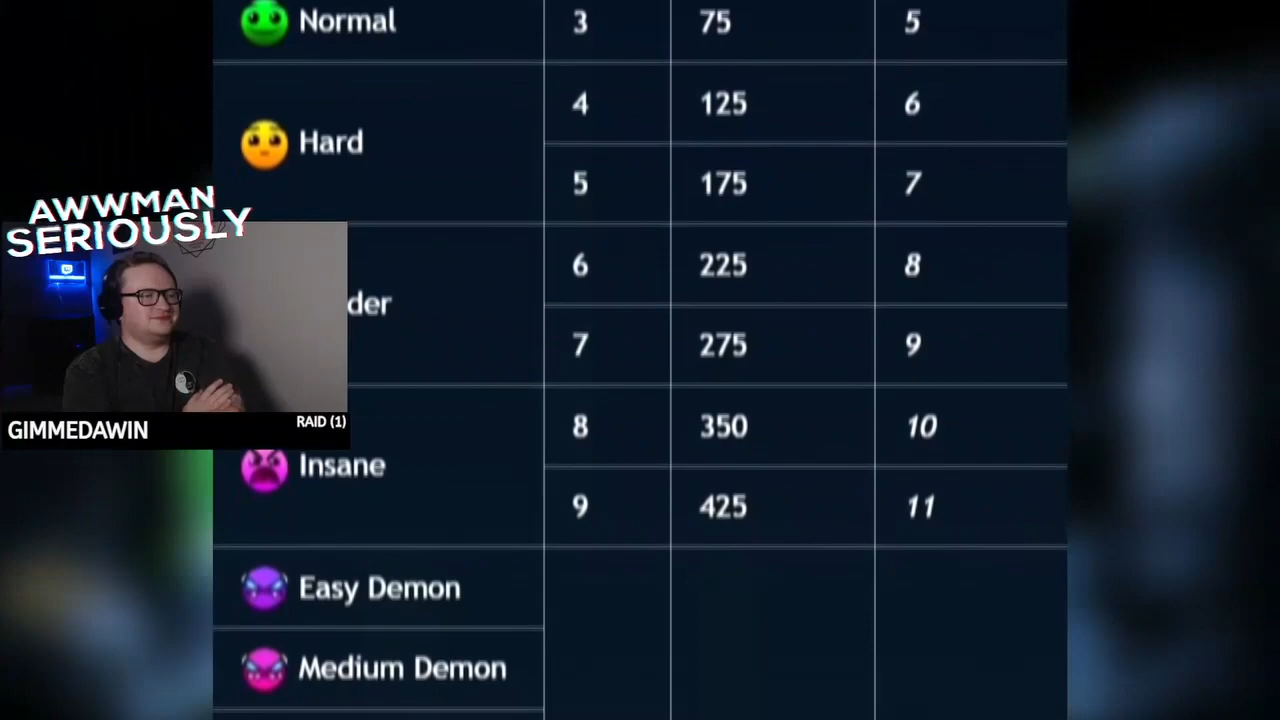 Normal 3 75 5
4 125 6
Hard
5 175 7
AWWMAN
SERIOUSLY
6 225 8
der
7 275 9
8 350 10
GIMMEDAWIN
RAID (1)
Insane
9 425 11
Easy Demon
Medium Demon